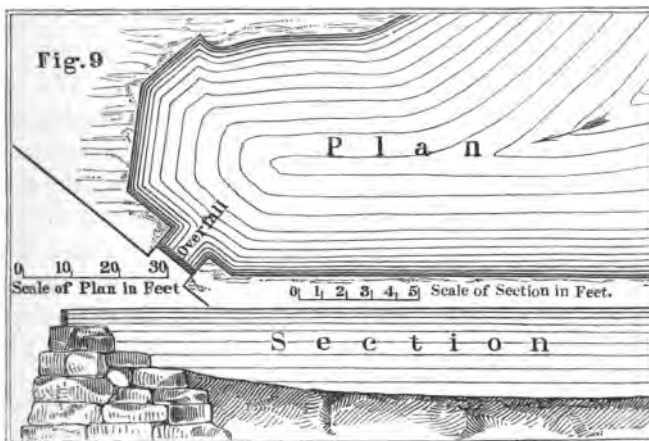 Fig. 9
Plan
Overfall
0 10 20 30
Scale of Plan in Feet
0 1 2 3 4 5 Scale of Section in Feet.
Section